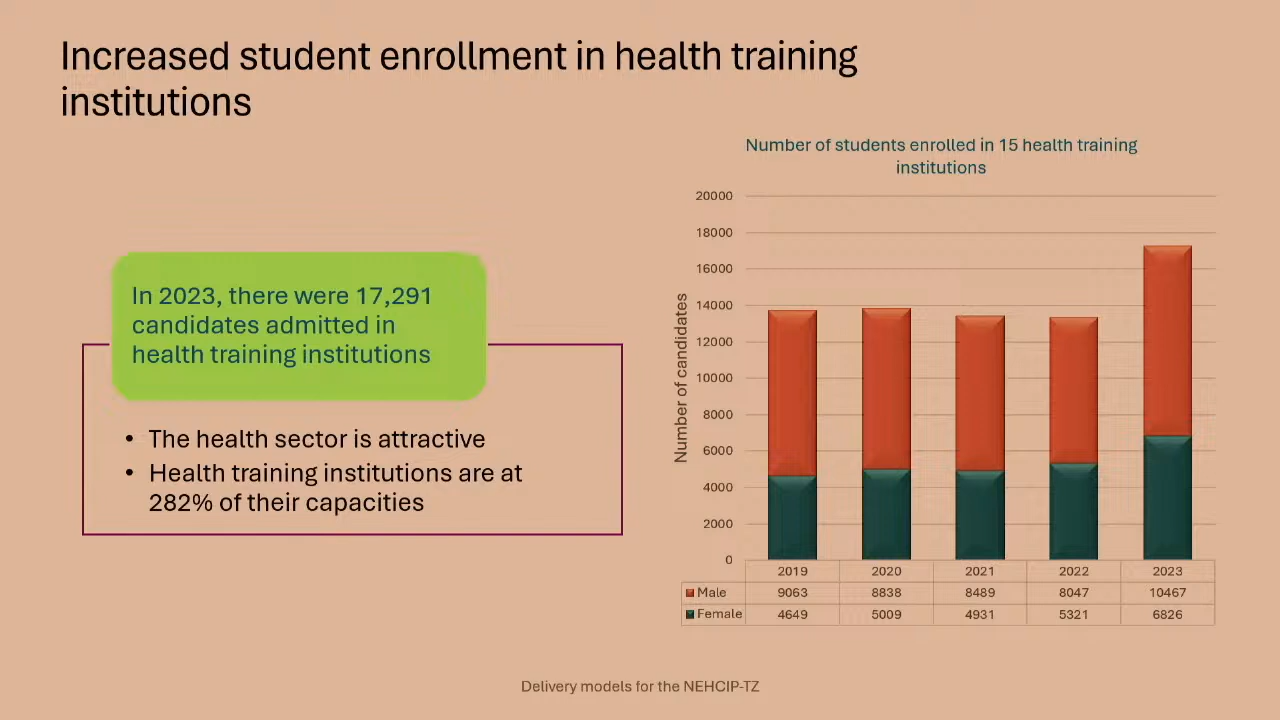 Increased student enrollment in health training
institutions
In 2023, there were 17,291
candidates admitted in
health training institutions
• The health sector is attractive
• Health training institutions are at
282% of their capacities
Number of students enrolled in 15 health training
institutions
Number of candidates
20000
18000
16000
14000
12000
10000
8000
6000
4000
2000
0
2019 2020 2021 2022 2023
Male 9063 8838 8489 8047 10467
Female 4649 5009 4931 5321 6826
Delivery models for the NEHCIP-TZ